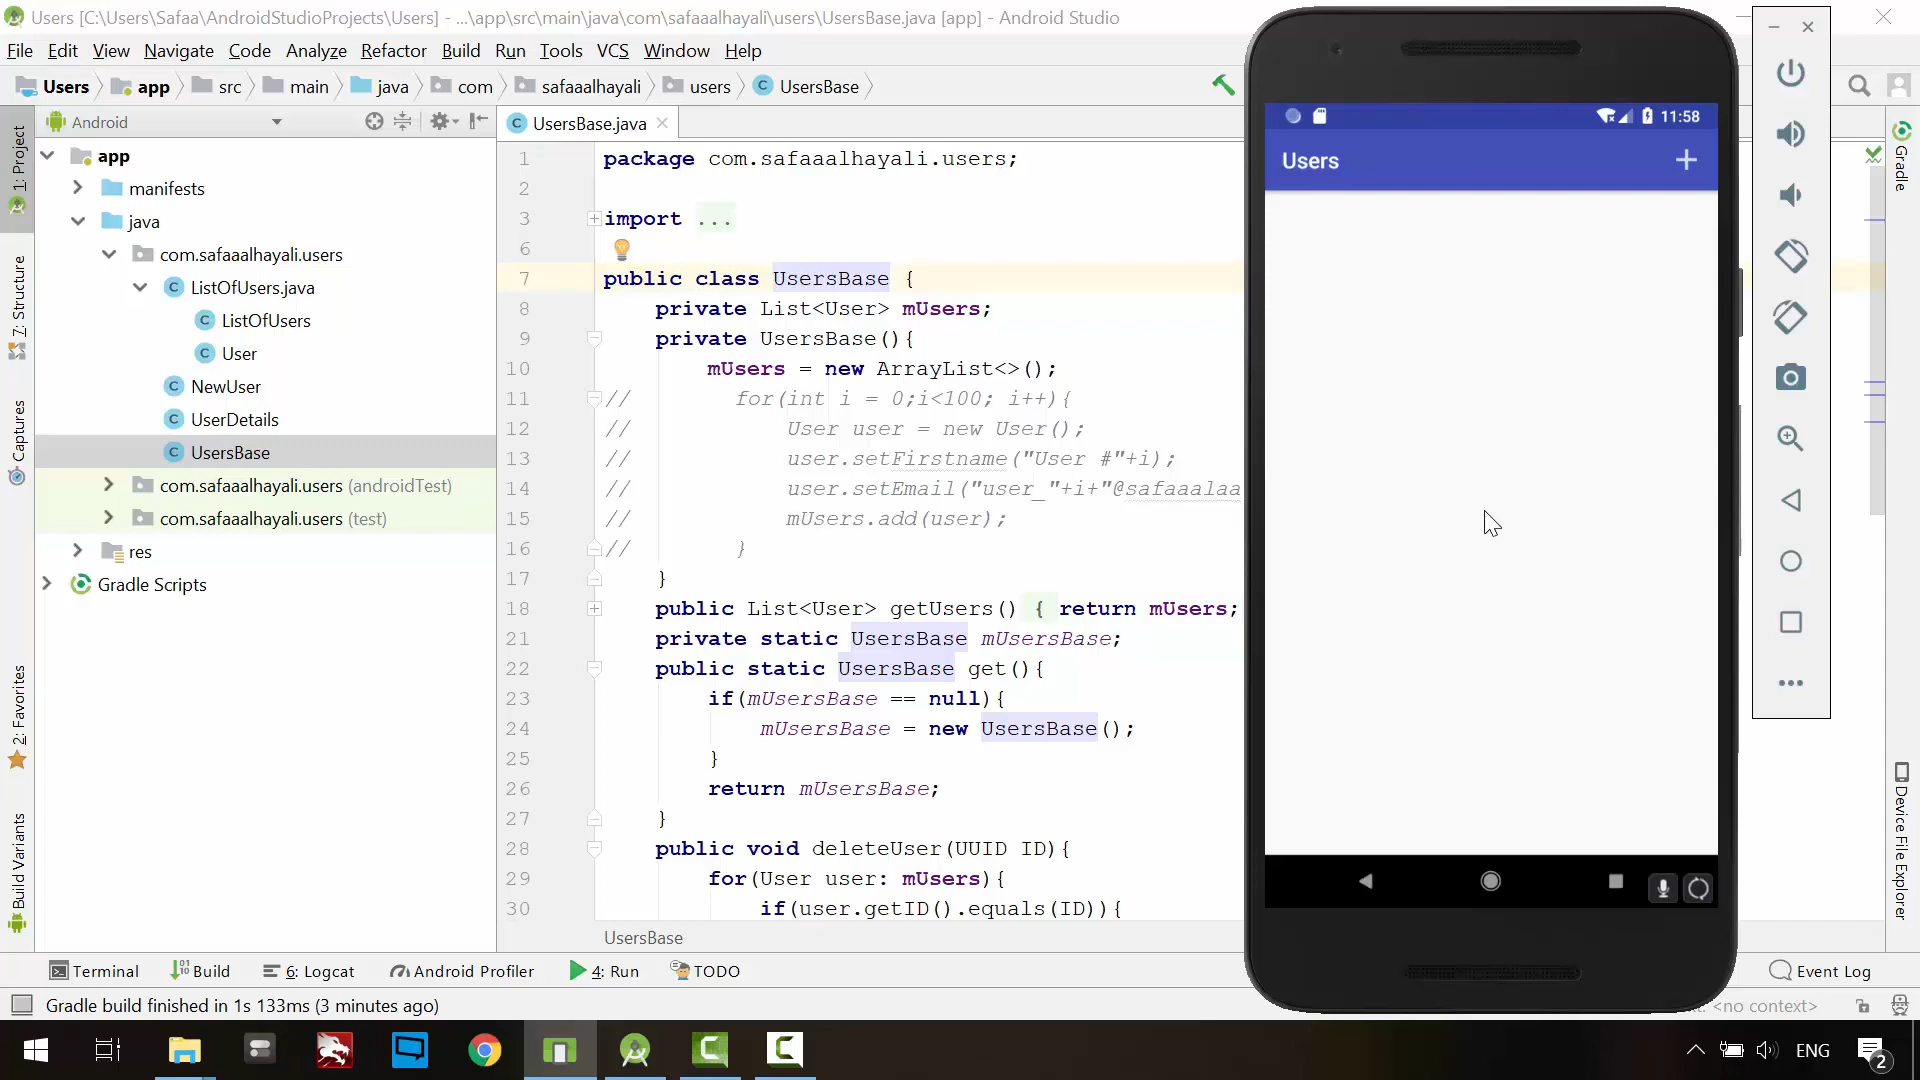 Users [C:\Users\Safaa\AndroidStudioProjects\Users] - ...\app\src\main\java\com\safaaalhayali\users\UsersBase.java [app] - Android Studio
File Edit View Navigate Code Analyze Refactor Build Run Tools VCS Window Help
Users app src main java com safaaalhayali users UsersBase
Android
UsersBase.java
1: Project
7: Structure
Captures
2: Favorites
Build Variants
app
manifests
java
com.safaaalhayali.users
ListOfUsers.java
ListOfUsers
User
NewUser
UserDetails
UsersBase
com.safaaalhayali.users (androidTest)
com.safaaalhayali.users (test)
res
Gradle Scripts
1 package com.safaaalhayali.users;
2
3 import ...
6
7 public class UsersBase {
8 private List<User> mUsers;
9 private UsersBase(){
10 mUsers = new ArrayList<>();
11 // for(int i = 0;i<100; i++){
12 // User user = new User();
13 // user.setFirstname("User #"+i);
14 // user.setEmail("user_"+i+"@safaaalaa
15 // mUsers.add(user);
16 // }
17 }
18 public List<User> getUsers() { return mUsers;
21 private static UsersBase mUsersBase;
22 public static UsersBase get(){
23 if(mUsersBase == null){
24 mUsersBase = new UsersBase();
25 }
26 return mUsersBase;
27 }
28 public void deleteUser(UUID ID){
29 for(User user: mUsers){
30 if(user.getID().equals(ID)){
UsersBase
11:58
Users
Gradle
Device File Explorer
Terminal Build 6: Logcat Android Profiler 4: Run TODO Event Log
Gradle build finished in 1s 133ms (3 minutes ago)
<no context>
ENG
2